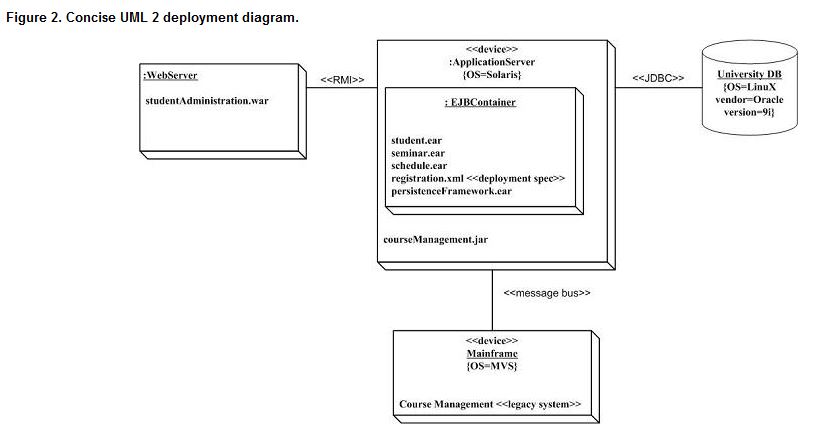 Figure 2. Concise UML 2 deployment diagram.
:WebServer
studentAdministration.war
<<RMI>>
<<device>>
:ApplicationServer
{OS=Solaris}
: EJBContainer
student.ear
seminar.ear
schedule.ear
registration.xml <<deployment spec>>
persistenceFramework.ear
courseManagement.jar
<<JDBC>>
University DB
{OS=LinuX
vendor=Oracle
version=9i}
<<message bus>>
<<device>>
Mainframe
{OS=MVS}
Course Management <<legacy system>>